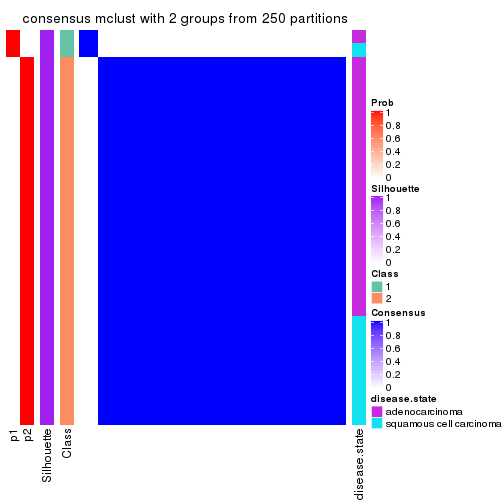 consensus mclust with 2 groups from 250 partitions
Prob
1
0.8
0.6
0.4
0.2
0
Silhouette
1
0.8
0.6
0.4
0.2
0
Class
1
2
Consensus
1
0.8
0.6
0.4
0.2
0
disease.state
adenocarcinoma
squamous cell carcinoma
p1
p2
Silhouette
Class
disease.state